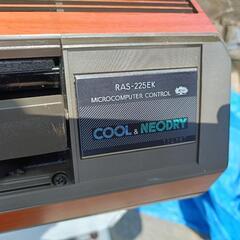 RAS-225EK
MICROCOMPUTER CONTROL
COOL & NEODRY